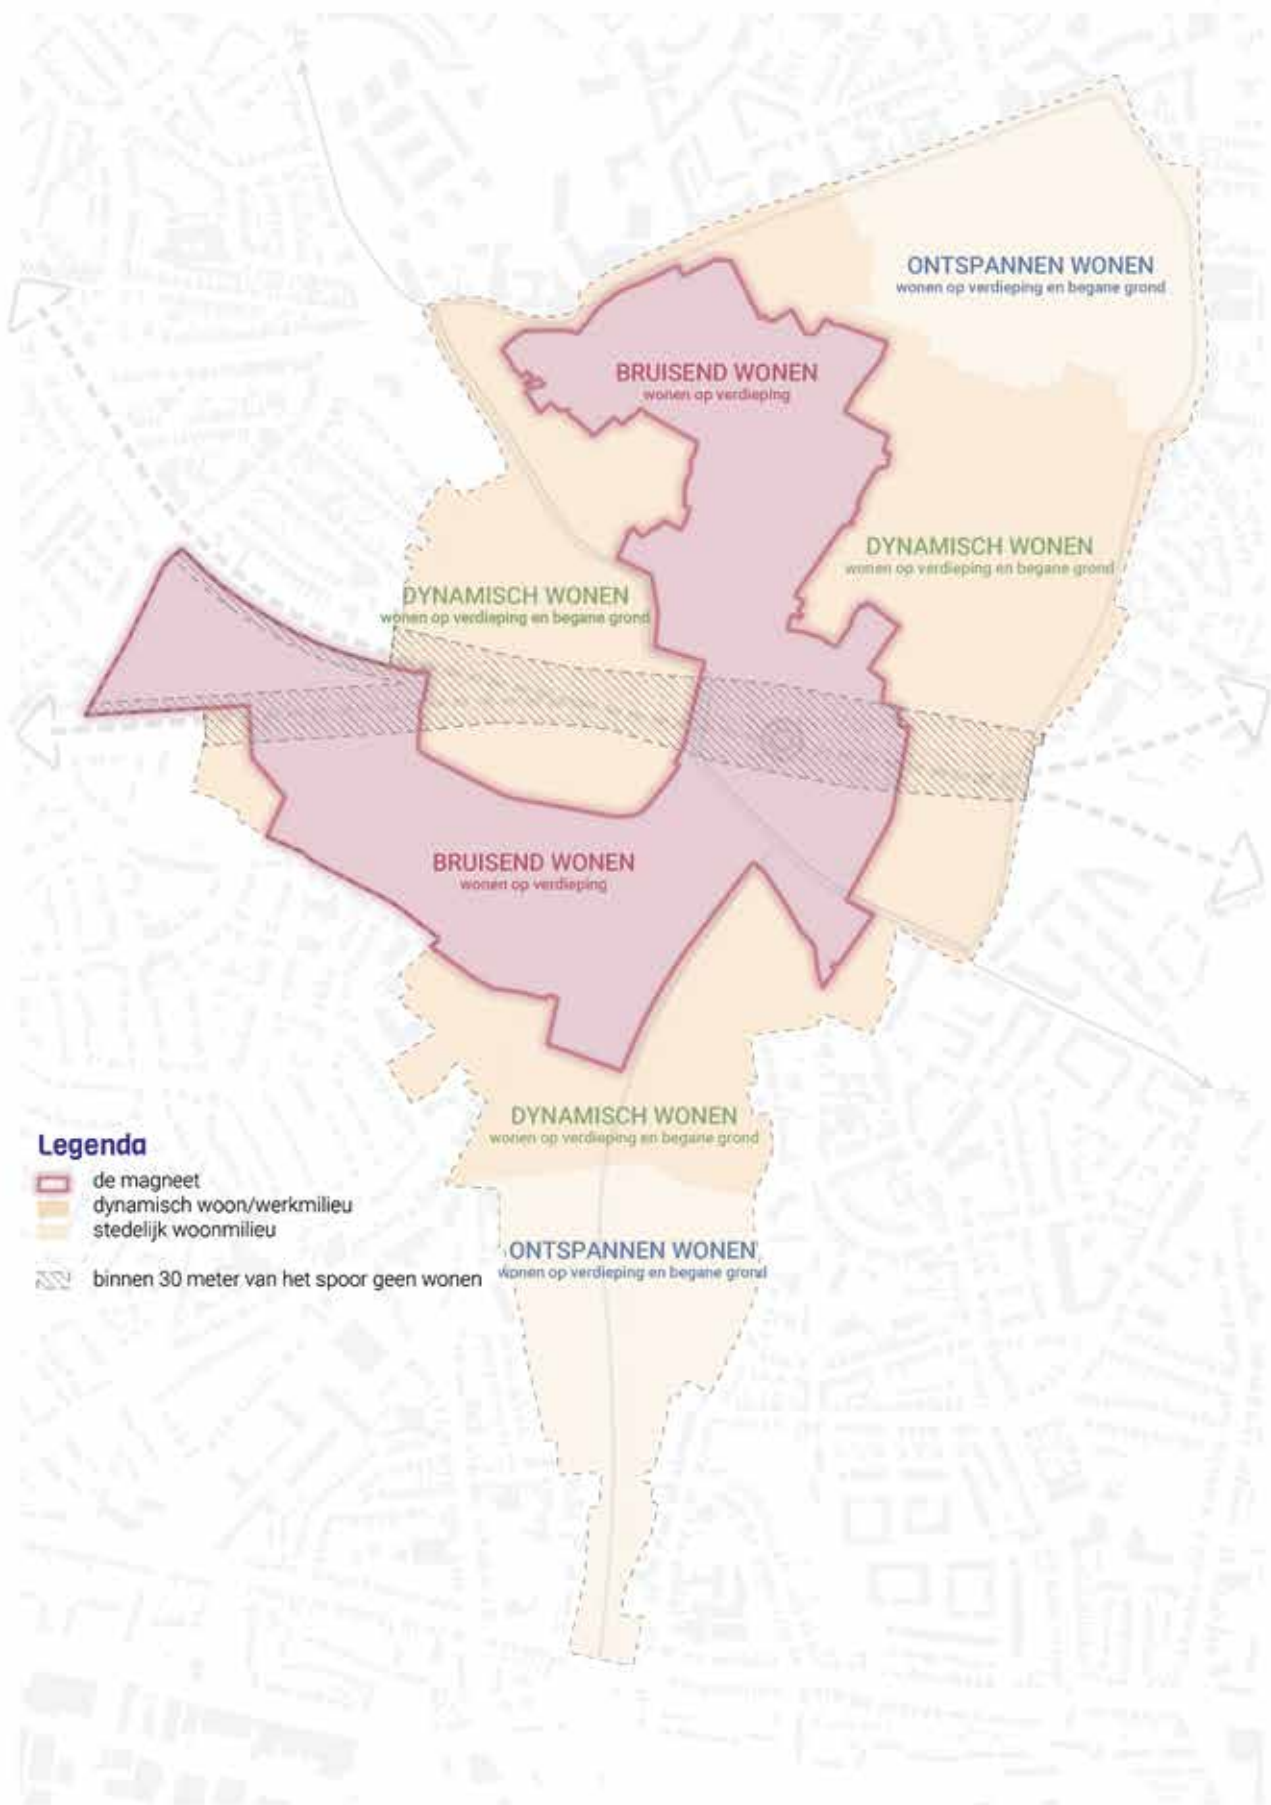 ONTSPANNEN WONEN
wonen op verdieping en begane grond
BRUISEND WONEN
wonen op verdieping
DYNAMISCH WONEN
wonen op verdieping en begane grond
DYNAMISCH WONEN
wonen op verdieping en begane grond
BRUISEND WONEN
wonen op verdieping
DYNAMISCH WONEN
wonen op verdieping en begane grond
Legenda
de magneet
dynamisch woon/werkmilieu
stedelijk woonmilieu
binnen 30 meter van het spoor geen wonen
ONTSPANNEN WONEN
wonen op verdieping en begane grond